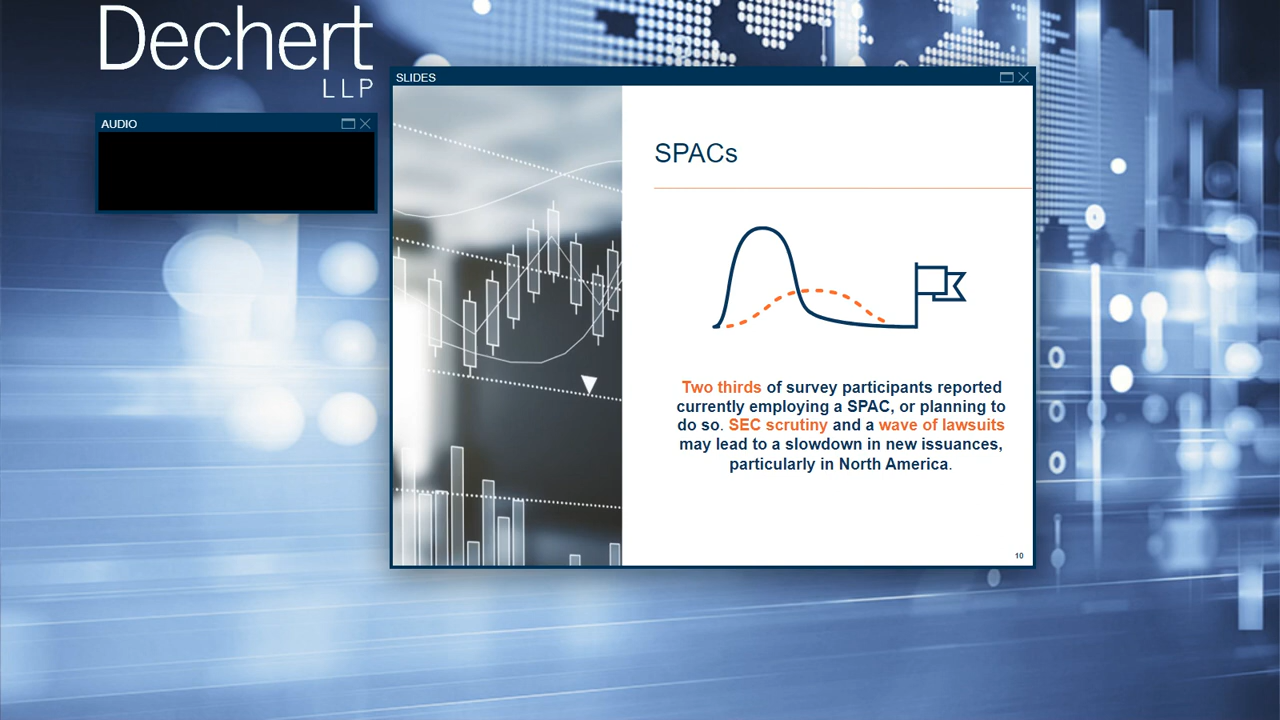 Dechert
LLP
SLIDES
AUDIO
SPACs
Two thirds of survey participants reported
currently employing a SPAC, or planning to
do so. SEC scrutiny and a wave of lawsuits
may lead to a slowdown in new issuances,
particularly in North America.
10